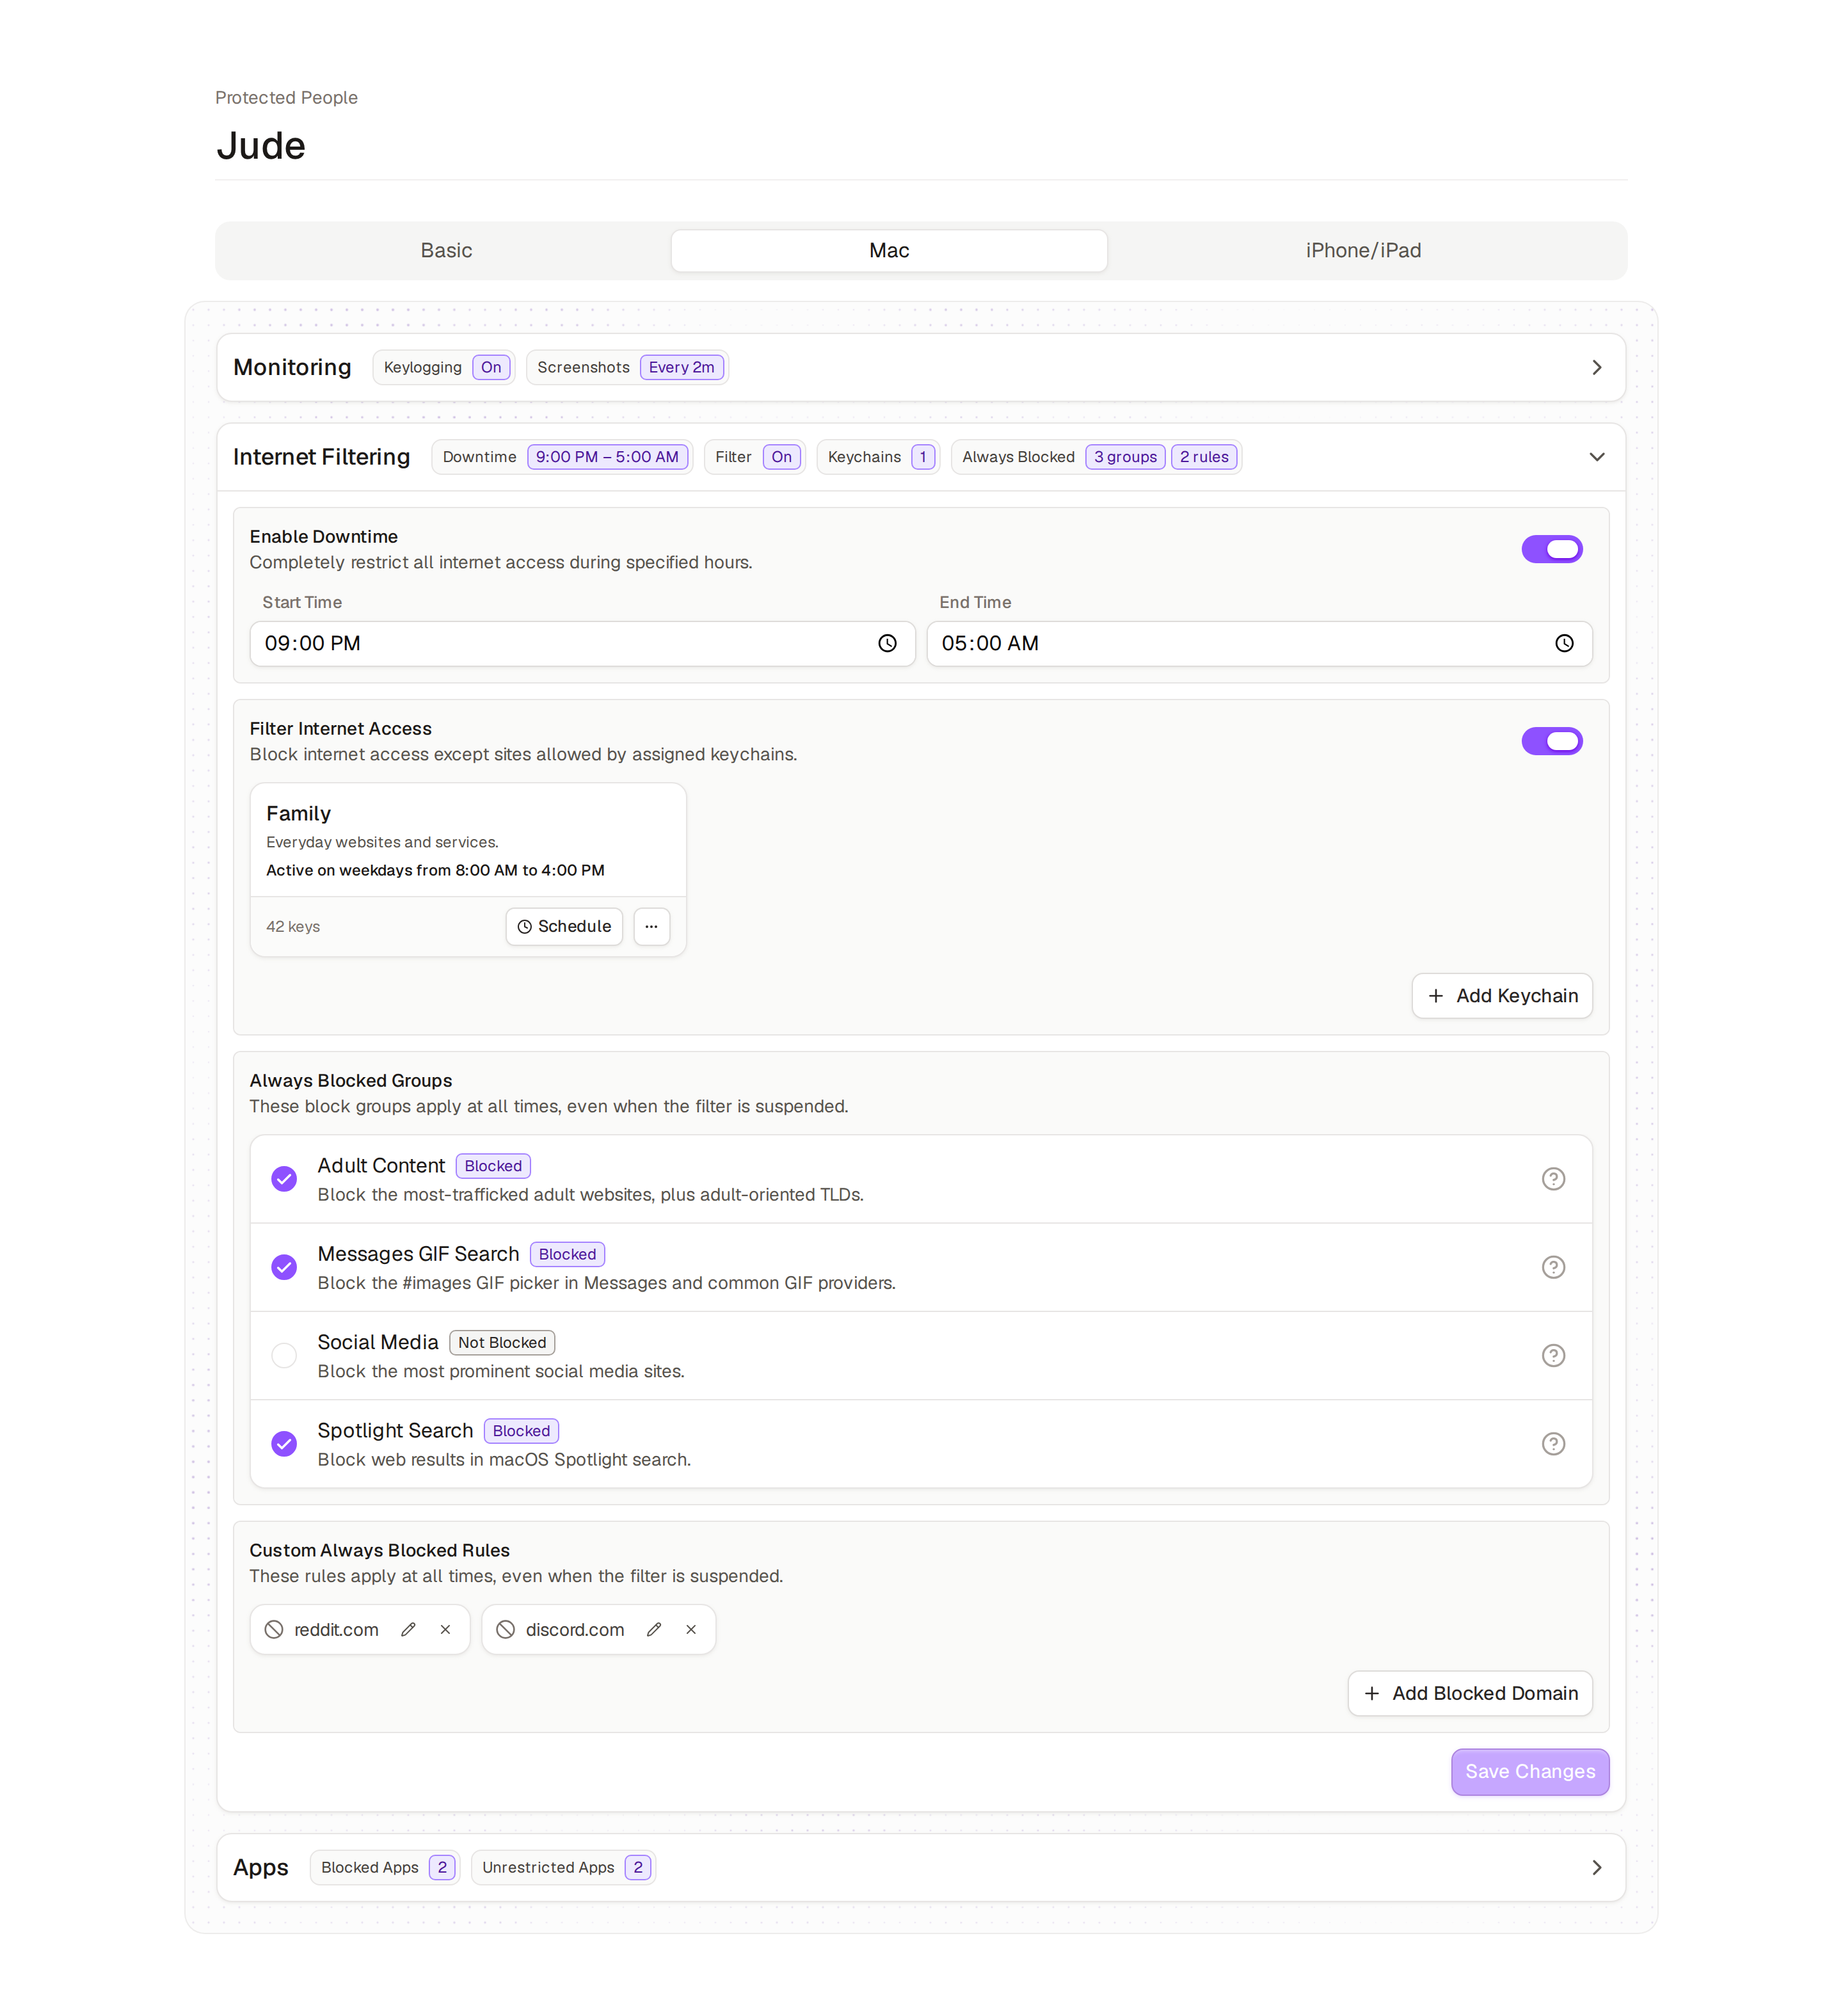 Protected People
Jude
Basic
Mac
iPhone/iPad
Monitoring Keylogging On Screenshots Every 2m
Internet Filtering Downtime 9:00 PM – 5:00 AM Filter On Keychains 1 Always Blocked 3 groups 2 rules
Enable Downtime
Completely restrict all internet access during specified hours.
Start Time
End Time
09:00 PM
05:00 AM
Filter Internet Access
Block internet access except sites allowed by assigned keychains.
Family
Everyday websites and services.
Active on weekdays from 8:00 AM to 4:00 PM
42 keys
Schedule
Add Keychain
Always Blocked Groups
These block groups apply at all times, even when the filter is suspended.
Adult Content Blocked
Block the most-trafficked adult websites, plus adult-oriented TLDs.
Messages GIF Search Blocked
Block the #images GIF picker in Messages and common GIF providers.
Social Media Not Blocked
Block the most prominent social media sites.
Spotlight Search Blocked
Block web results in macOS Spotlight search.
Custom Always Blocked Rules
These rules apply at all times, even when the filter is suspended.
reddit.com
discord.com
Add Blocked Domain
Save Changes
Apps Blocked Apps 2 Unrestricted Apps 2